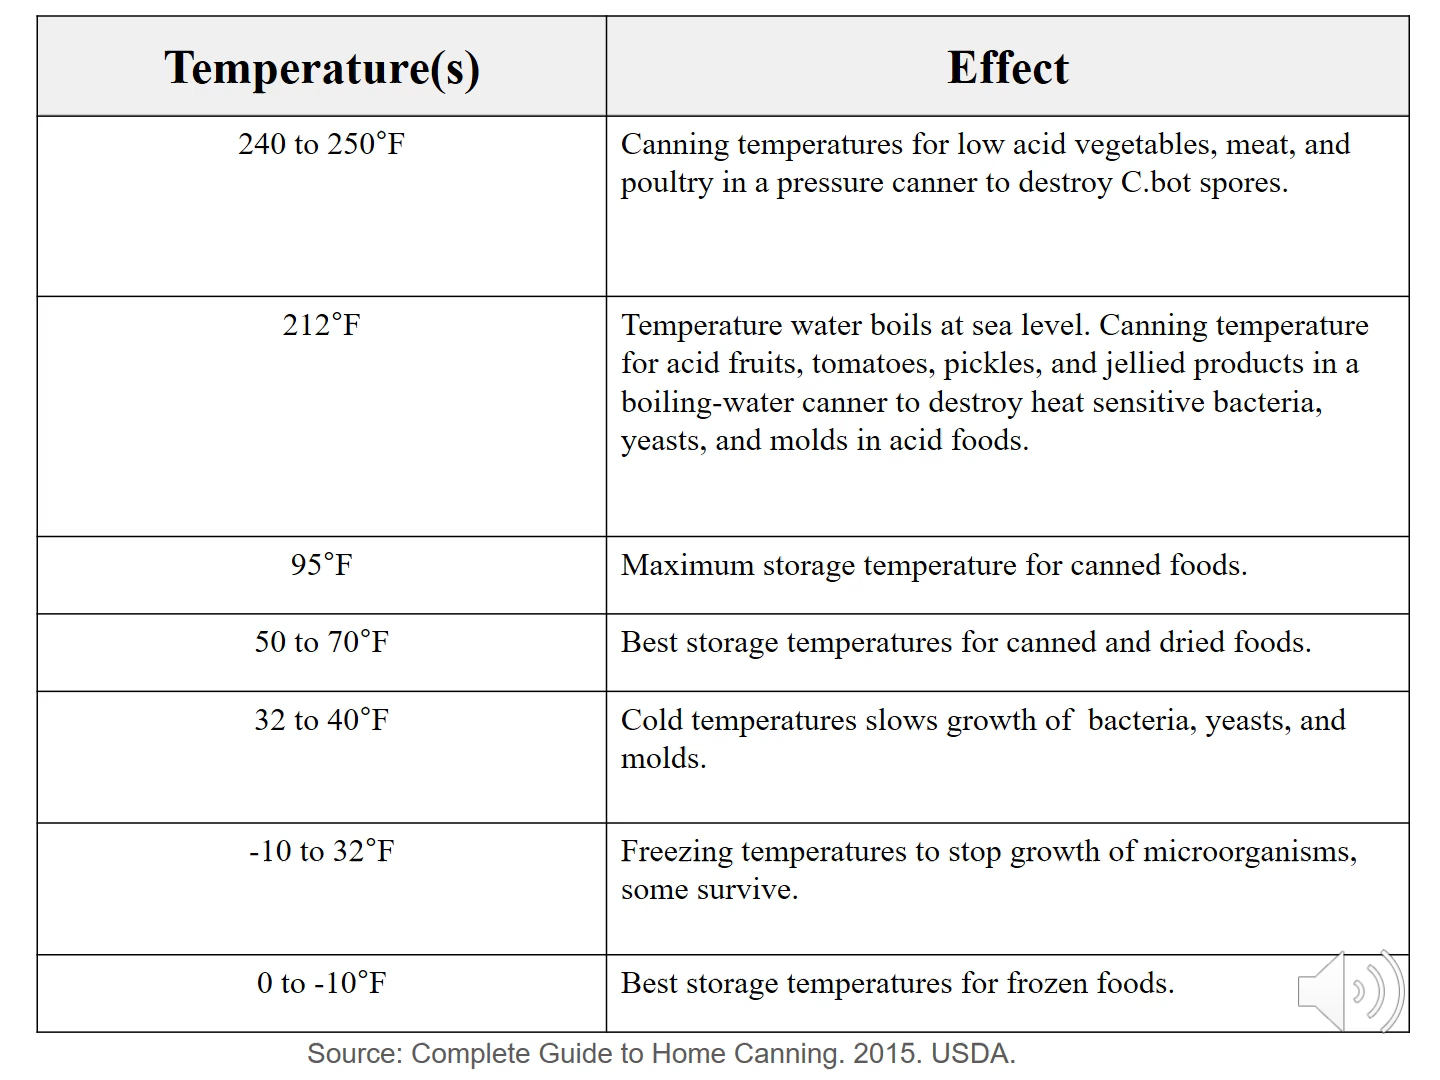 Temperature(s)
Effect
240 to 250°F
Canning temperatures for low acid vegetables, meat, and
poultry in a pressure canner to destroy C.bot spores.
212°F
Temperature water boils at sea level. Canning temperature
for acid fruits, tomatoes, pickles, and jellied products in a
boiling-water canner to destroy heat sensitive bacteria,
yeasts, and molds in acid foods.
95°F
Maximum storage temperature for canned foods.
50 to 70°F
Best storage temperatures for canned and dried foods.
32 to 40°F
Cold temperatures slows growth of  bacteria, yeasts, and
molds.
-10 to 32°F
Freezing temperatures to stop growth of microorganisms,
some survive.
0 to -10°F
Best storage temperatures for frozen foods.
Source: Complete Guide to Home Canning. 2015. USDA.